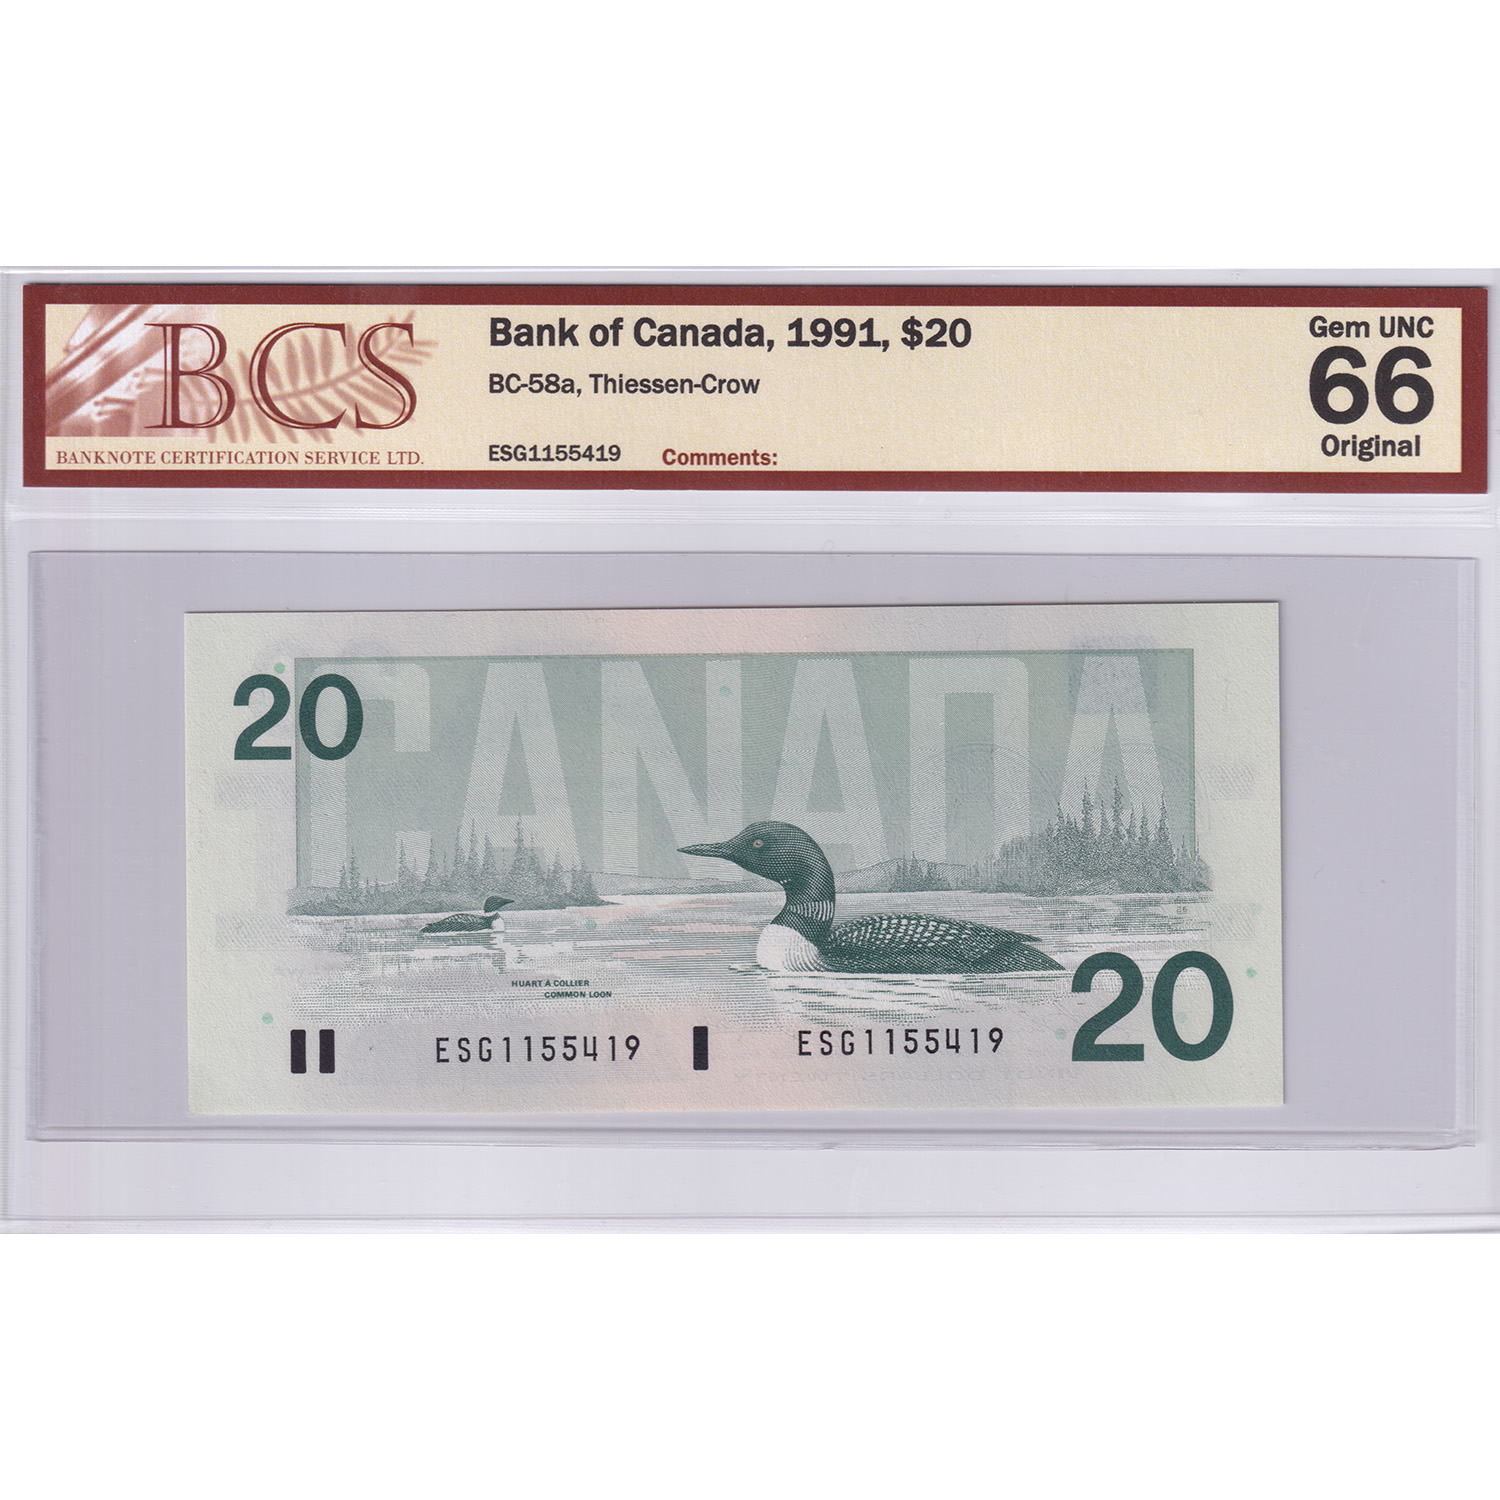 BCS
BANKNOTE CERTIFICATION SERVICE LTD.
Bank of Canada, 1991, $20
BC-58a, Thiessen-Crow
ESG1155419 Comments:
Gem UNC
66
Original
CANADA
20
HUART À COLLIER
COMMON LOON
ESG1155419 ESG1155419
20